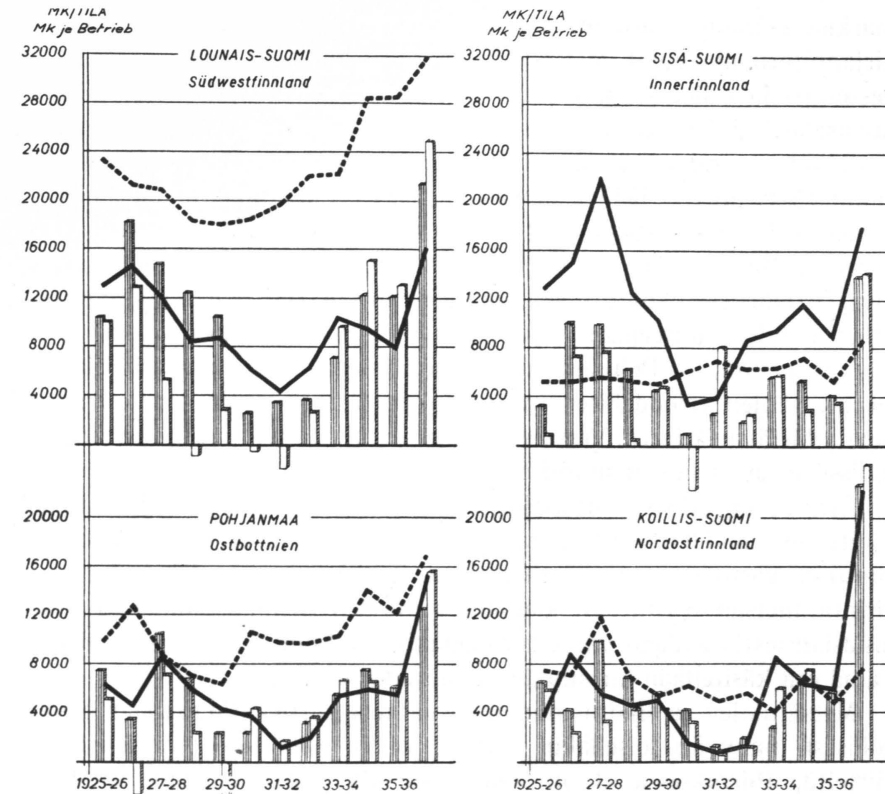 MK/TILA
Mk je Betrieb
32000
28000
24000
20000
16000
12000
8000
4000
LOUNAIS-SUOMI
Südwestfinnland
MK/TILA
Mk je Betrieb
32000
28000
24000
20000
16000
12000
8000
4000
SISÄ-SUOMI
Innerfinnland
20000
16000
12000
8000
4000
POHJANMAA
Ostbottnien
1925-26 27-28 29-30 31-32 33-34 35-36
20000
16000
12000
8000
4000
KOILLIS-SUOMI
Nordostfinnland
1925-26 27-28 29-30 31-32 33-34 35-36